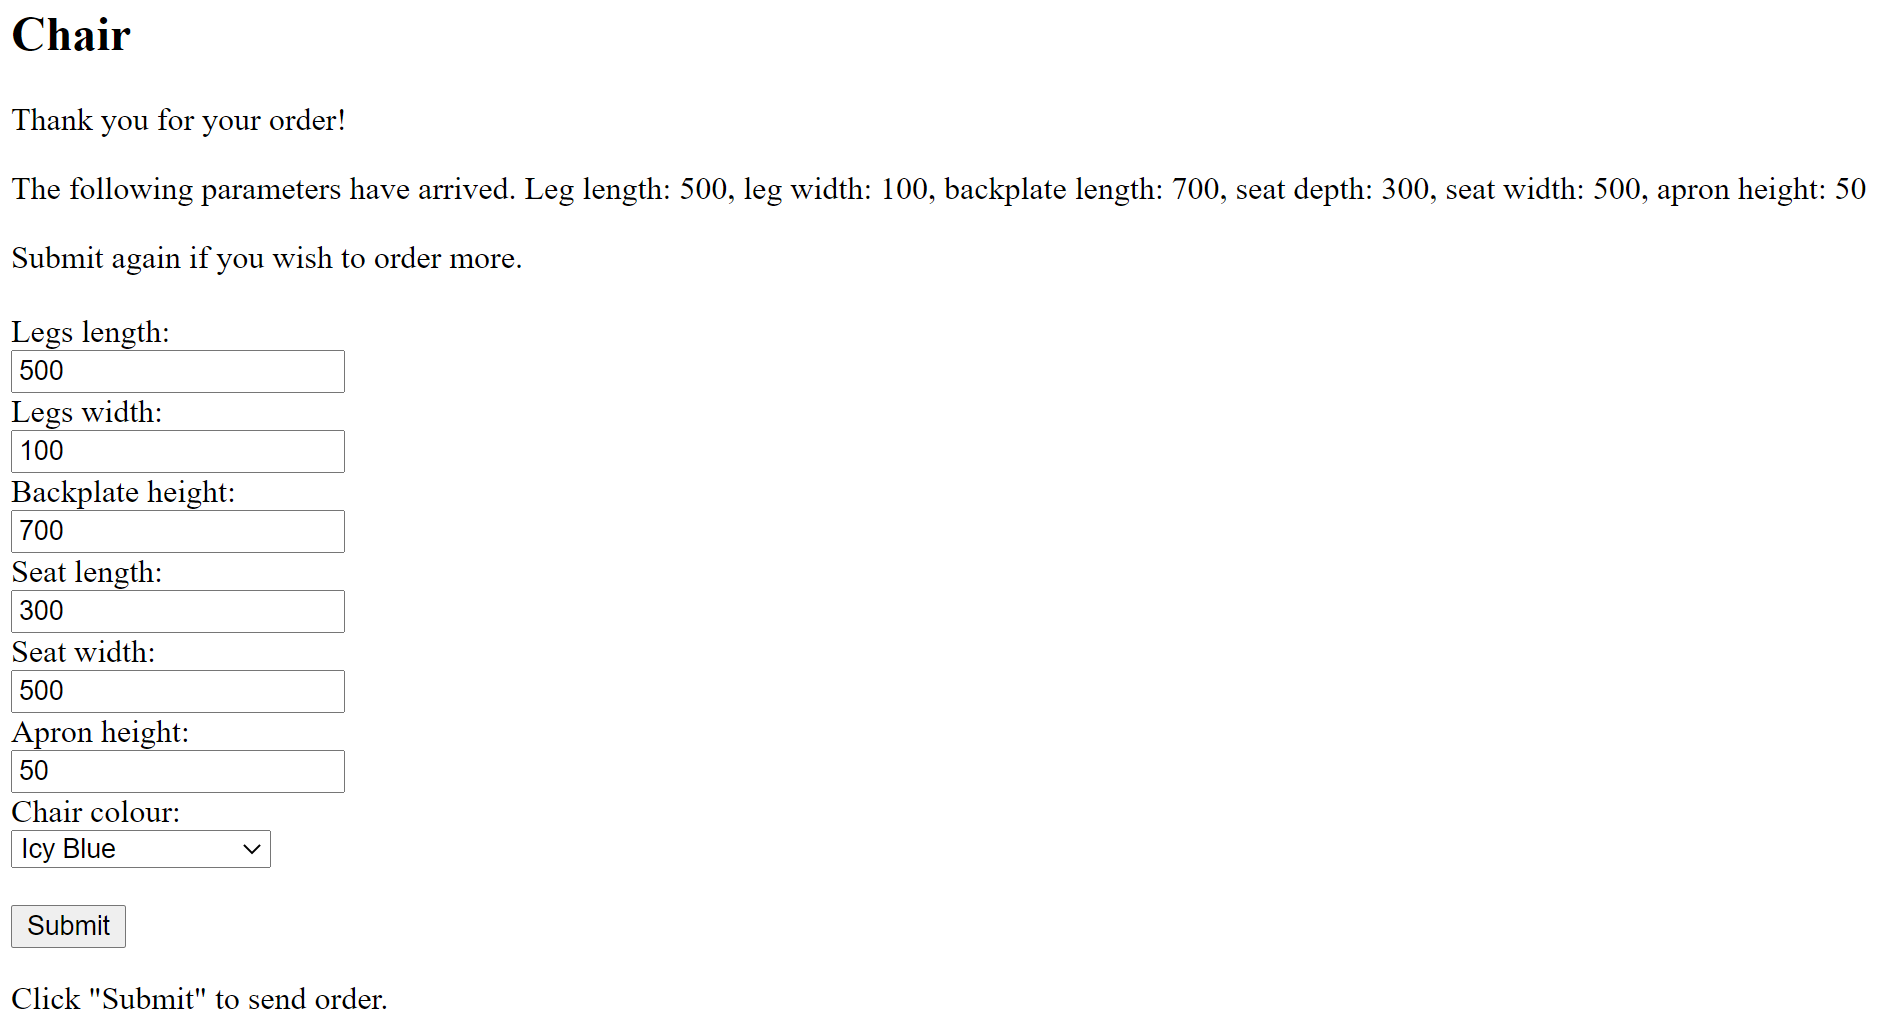 Chair
Thank you for your order!
The following parameters have arrived. Leg length: 500, leg width: 100, backplate length: 700, seat depth: 300, seat width: 500, apron height: 50
Submit again if you wish to order more.
Legs length:
500
Legs width:
100
Backplate height:
700
Seat length:
300
Seat width:
500
Apron height:
50
Chair colour:
Icy Blue
Submit
Click "Submit" to send order.